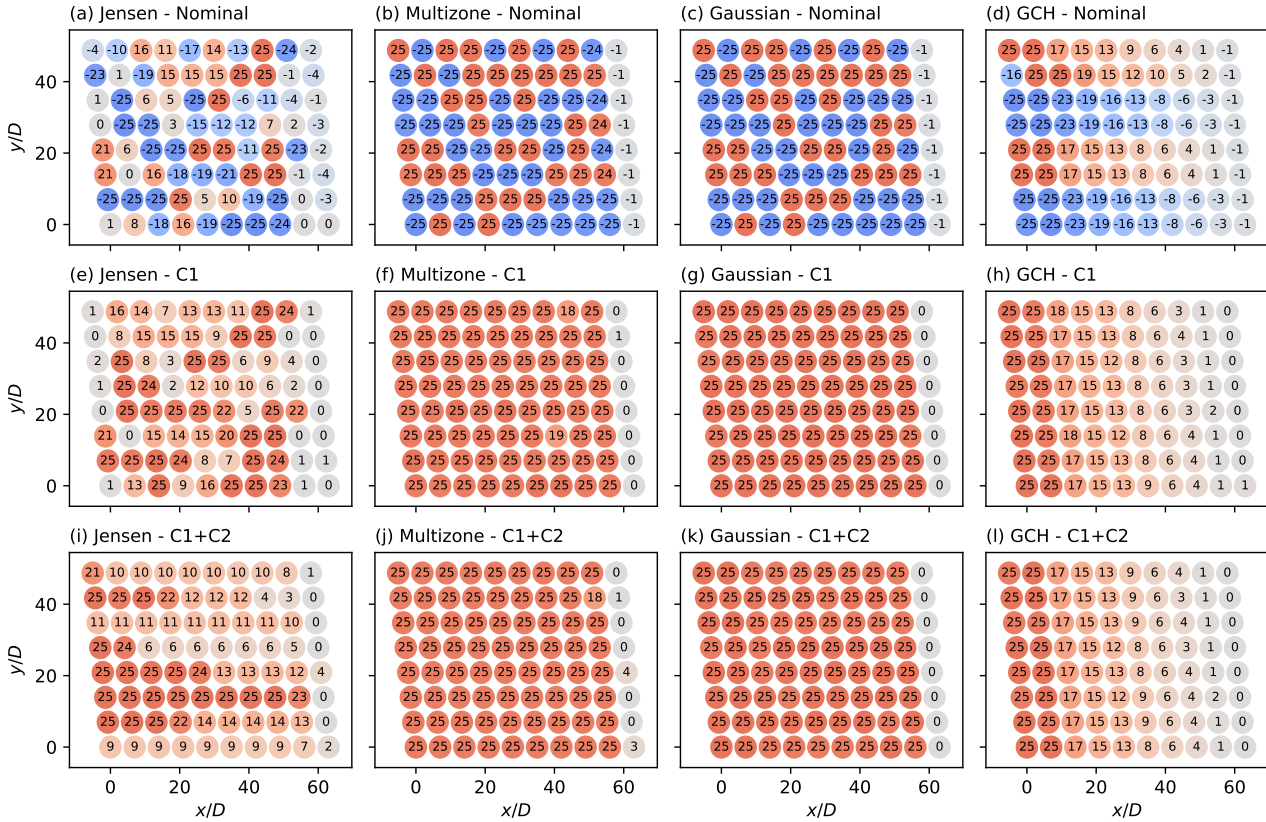 (a) Jensen - Nominal
y/D
40
20
0
-4 -10 16 11 -17 14 -13 25 -24 -2
-23 1 -19 15 15 15 25 25 -1 -4
1 -25 6 5 -25 25 -6 -11 -4 -1
0 -25 -25 3 -15 -12 -12 7 2 -3
21 6 -25 -25 25 25 -11 25 -23 -2
21 0 16 -18 -19 -21 25 25 -1 -4
-25 -25 -25 25 5 10 -19 -25 0 -3
1 8 -18 16 -19 -25 -25 -24 0 0
(b) Multizone - Nominal
25 -25 25 25 -25 25 -25 25 -24 -1
-25 25 -25 25 25 25 25 25 25 -1
-25 -25 25 -25 -25 25 -25 -25 -24 -1
-25 -25 -25 25 -25 -25 -25 25 24 -1
25 25 -25 -25 25 25 -25 25 -24 -1
25 25 25 -25 -25 -25 25 25 24 -1
-25 -25 -25 25 -25 25 25 -25 -25 -1
-25 25 -25 25 -25 -25 -25 -25 -25 -1
(c) Gaussian - Nominal
25 -25 25 25 -25 25 -25 25 -25 -1
-25 25 -25 25 25 25 25 25 25 -1
-25 -25 25 -25 -25 25 -25 -25 -25 -1
-25 -25 -25 25 -25 -25 -25 25 25 -1
25 25 -25 -25 25 25 -25 25 -25 -1
25 25 25 -25 -25 -25 25 25 25 -1
-25 -25 -25 25 -25 25 25 -25 -25 -1
-25 25 -25 25 -25 -25 -25 -25 -25 -1
(d) GCH - Nominal
25 25 17 15 13 9 6 4 1 -1
-16 25 25 19 15 12 10 5 2 -1
-25 -25 -23 -19 -16 -13 -8 -6 -3 -1
-25 -25 -23 -19 -16 -13 -8 -6 -3 -1
25 25 17 15 13 8 6 4 1 -1
25 25 17 15 13 8 6 4 1 -1
-25 -25 -23 -19 -16 -13 -8 -6 -3 -1
-25 -25 -23 -19 -16 -13 -8 -6 -3 -1
(e) Jensen - C1
y/D
40
20
0
1 16 14 7 13 13 11 25 24 1
0 8 15 15 15 9 25 25 0 0
2 25 8 3 25 25 6 9 4 0
1 25 24 2 12 10 10 6 2 0
0 25 25 25 25 22 5 25 22 0
21 0 15 14 15 20 25 25 0 0
25 25 25 24 8 7 25 24 1 1
1 13 25 9 16 25 25 23 1 0
(f) Multizone - C1
25 25 25 25 25 25 25 18 25 0
25 25 25 25 25 25 25 25 25 1
25 25 25 25 25 25 25 25 25 0
25 25 25 25 25 25 25 25 25 0
25 25 25 25 25 25 25 25 25 0
25 25 25 25 25 25 19 25 25 0
25 25 25 25 25 25 25 25 25 0
25 25 25 25 25 25 25 25 25 0
(g) Gaussian - C1
25 25 25 25 25 25 25 25 25 0
25 25 25 25 25 25 25 25 25 0
25 25 25 25 25 25 25 25 25 0
25 25 25 25 25 25 25 25 25 0
25 25 25 25 25 25 25 25 25 0
25 25 25 25 25 25 25 25 25 0
25 25 25 25 25 25 25 25 25 0
25 25 25 25 25 25 25 25 25 0
(h) GCH - C1
25 25 18 15 13 8 6 3 1 0
25 25 17 15 13 9 6 4 1 0
25 25 17 15 12 8 6 3 1 0
25 25 17 15 13 8 6 3 1 0
25 25 17 15 13 8 6 3 2 0
25 25 18 15 12 8 6 4 1 0
25 25 17 15 13 8 6 4 1 0
25 25 17 15 13 9 6 4 1 1
(i) Jensen - C1+C2
y/D
40
20
0
21 10 10 10 10 10 10 10 8 1
25 25 25 22 12 12 12 4 3 0
11 11 11 11 11 11 11 11 10 0
25 24 6 6 6 6 6 6 5 0
25 25 25 25 24 13 13 13 12 4
25 25 25 25 25 25 25 25 23 0
25 25 25 22 14 14 14 14 13 0
9 9 9 9 9 9 9 9 7 2
0 20 40 60
x/D
(j) Multizone - C1+C2
25 25 25 25 25 25 25 25 25 0
25 25 25 25 25 25 25 25 18 1
25 25 25 25 25 25 25 25 25 0
25 25 25 25 25 25 25 25 25 0
25 25 25 25 25 25 25 25 25 4
25 25 25 25 25 25 25 25 25 0
25 25 25 25 25 25 25 25 25 0
25 25 25 25 25 25 25 25 25 3
0 20 40 60
x/D
(k) Gaussian - C1+C2
25 25 25 25 25 25 25 25 25 0
25 25 25 25 25 25 25 25 25 0
25 25 25 25 25 25 25 25 25 0
25 25 25 25 25 25 25 25 25 0
25 25 25 25 25 25 25 25 25 0
25 25 25 25 25 25 25 25 25 0
25 25 25 25 25 25 25 25 25 0
25 25 25 25 25 25 25 25 25 0
0 20 40 60
x/D
(l) GCH - C1+C2
25 25 17 15 13 9 6 4 1 0
25 25 17 15 13 9 6 3 1 0
25 25 17 15 13 8 6 4 1 0
25 25 17 15 12 8 6 3 1 0
25 25 17 15 13 8 6 4 1 0
25 25 17 15 12 9 6 4 2 0
25 25 17 15 13 8 6 4 1 0
25 25 17 15 13 8 6 4 1 0
0 20 40 60
x/D